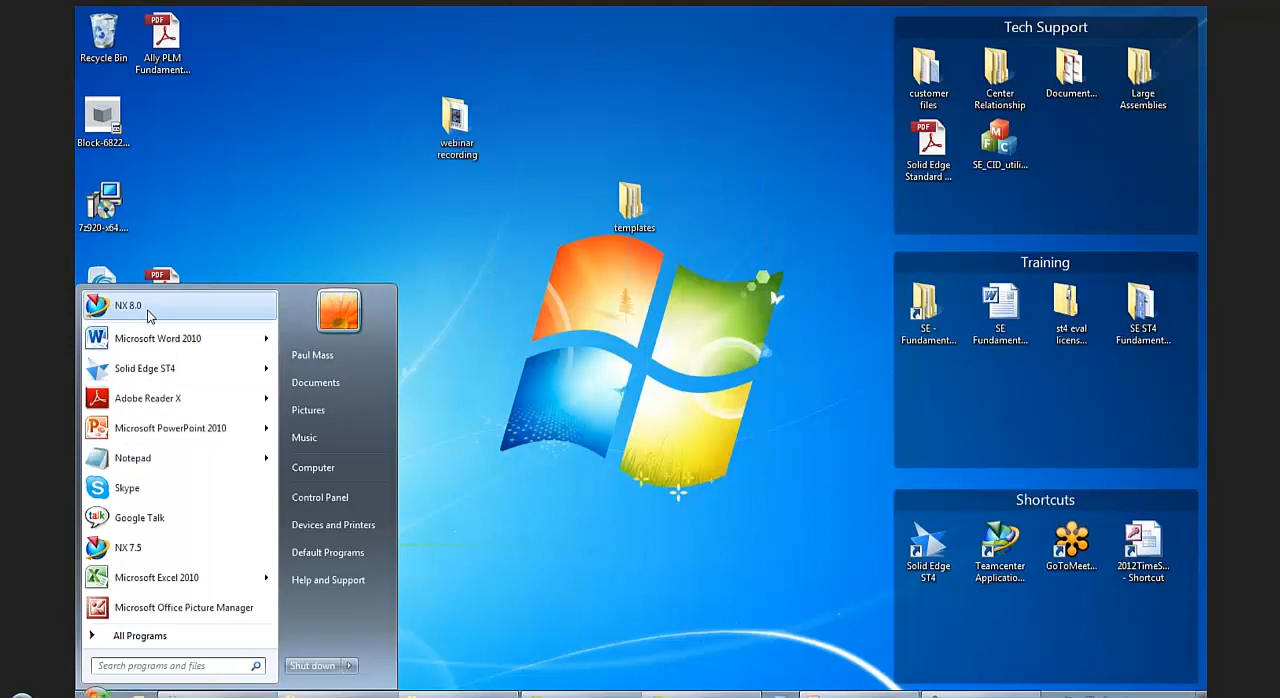 Recycle Bin
Ally PLM
Fundament...
Block-6822...
7z920-x64....
webinar
recording
templates
NX 8.0
Microsoft Word 2010
Solid Edge ST4
Adobe Reader X
Microsoft PowerPoint 2010
Notepad
Skype
Google Talk
NX 7.5
Microsoft Excel 2010
Microsoft Office Picture Manager
All Programs
Search programs and files
Paul Mass
Documents
Pictures
Music
Computer
Control Panel
Devices and Printers
Default Programs
Help and Support
Shut down
Tech Support
customer
files
Center
Relationship
Document...
Large
Assemblies
Solid Edge
Standard ...
SE_CID_utili...
Training
SE -
Fundament...
SE
Fundament...
st4 eval
licens...
SE ST4
Fundament...
Shortcuts
Solid Edge
ST4
Teamcenter
Applicatio...
GoToMeet...
2012TimeS...
- Shortcut